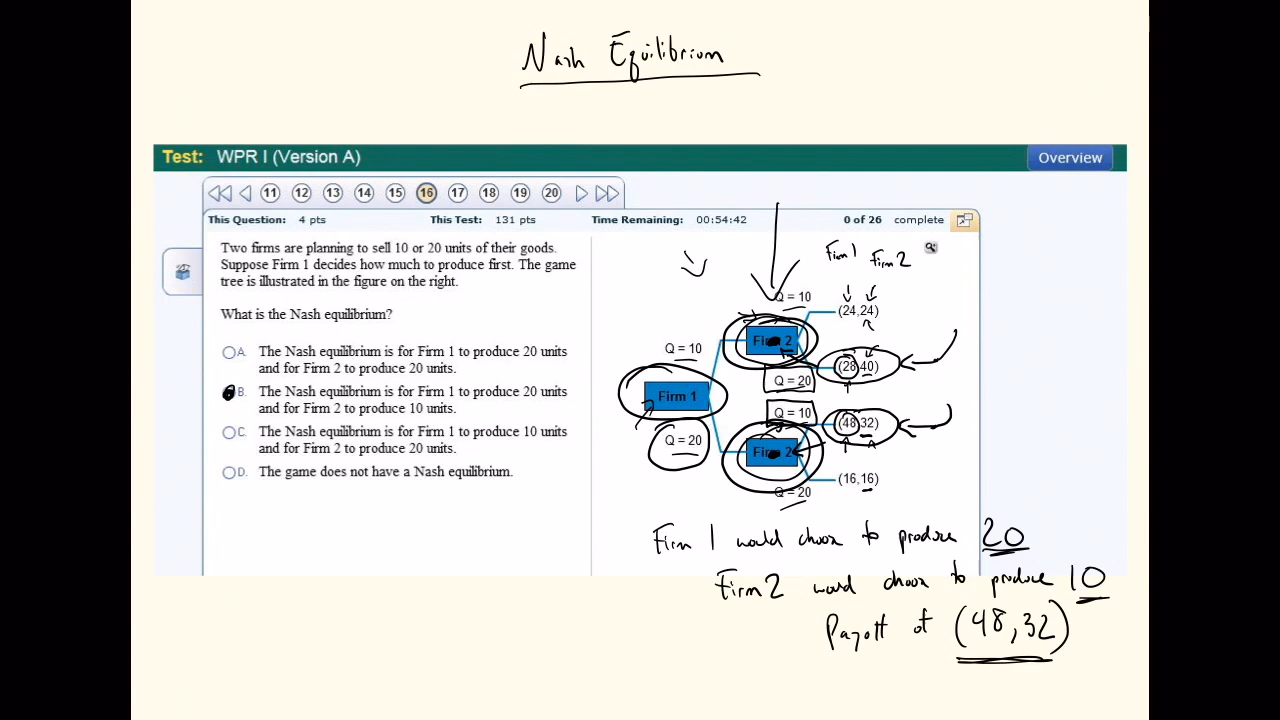 Nash Equilibrium
Test: WPR I (Version A)
Overview
11 12 13 14 15 16 17 18 19 20
This Question: 4 pts This Test: 131 pts Time Remaining: 00:54:42 0 of 26 complete
Two firms are planning to sell 10 or 20 units of their goods.
Suppose Firm 1 decides how much to produce first. The game
tree is illustrated in the figure on the right.
What is the Nash equilibrium?
A. The Nash equilibrium is for Firm 1 to produce 20 units
and for Firm 2 to produce 20 units.
B. The Nash equilibrium is for Firm 1 to produce 20 units
and for Firm 2 to produce 10 units.
C. The Nash equilibrium is for Firm 1 to produce 10 units
and for Firm 2 to produce 20 units.
D. The game does not have a Nash equilibrium.
Firm 1 Firm 2
Q = 10
(24,24)
Firm 2
Q = 10
(28,40)
Q = 20
Firm 1
Q = 10
(48,32)
Q = 20
Firm 2
(16,16)
Q = 20
Firm 1 would choose to produce 20
Firm 2 would choose to produce 10
Payoff of (48,32)